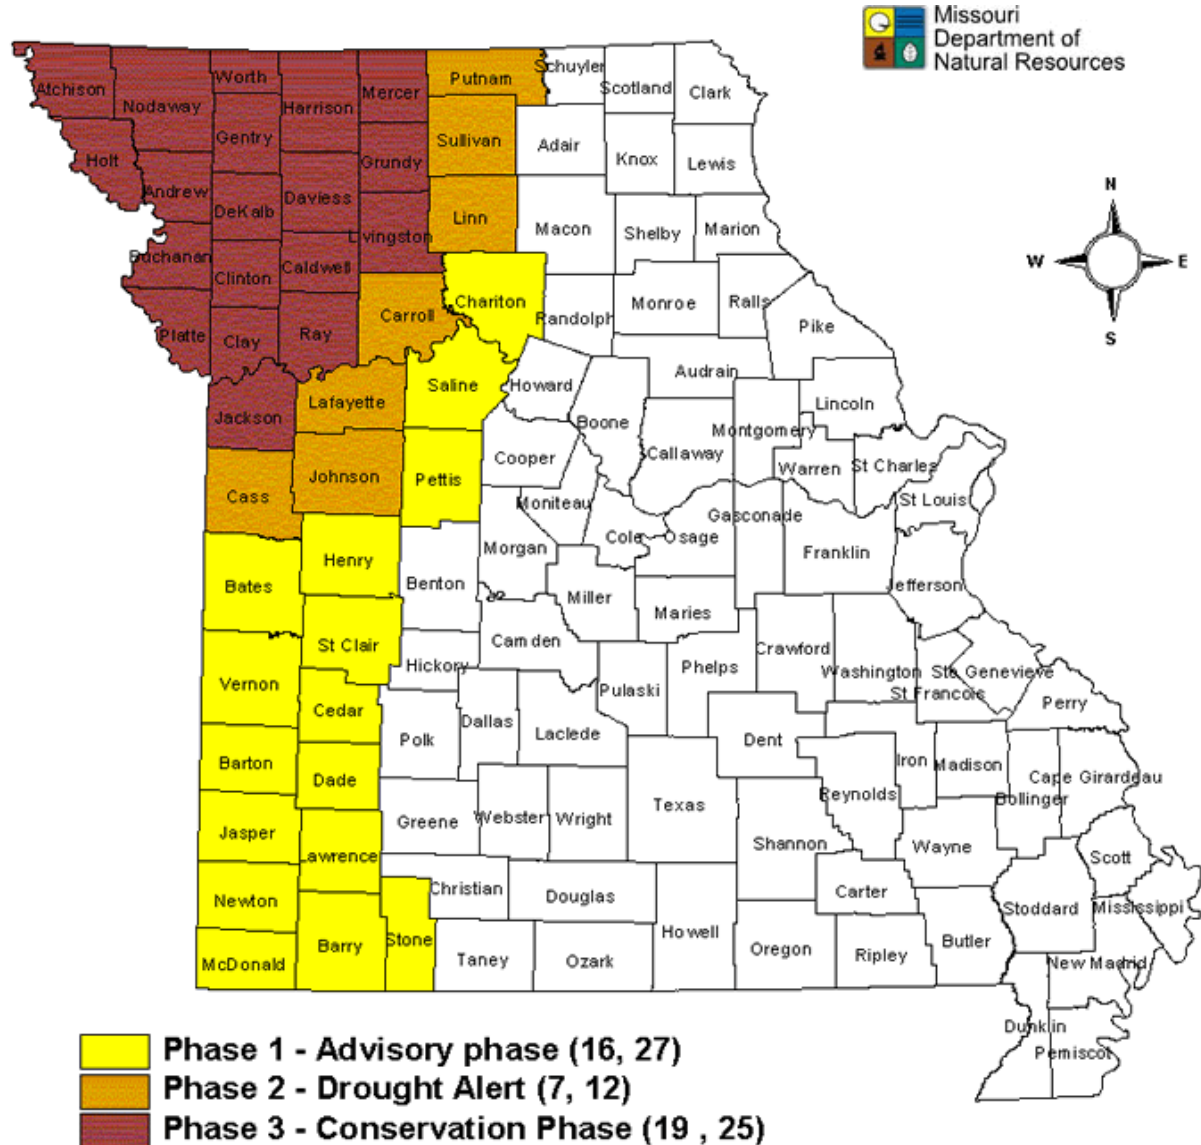 Missouri
Department of
Natural Resources
Atchison
Nodaway
Worth
Harrison
Mercer
Putnam
Schuyler
Scotland
Clark
Holt
Gentry
Grundy
Sullivan
Adair
Knox
Lewis
Andrew
DeKalb
Daviess
Livingston
Linn
Macon
Shelby
Marion
Buchanan
Clinton
Caldwell
Carroll
Chariton
Randolph
Monroe
Ralls
Pike
Platte
Clay
Ray
Saline
Howard
Audrain
Lincoln
Jackson
Lafayette
Boone
Montgomery
Callaway
Warren
St Charles
Cass
Johnson
Pettis
Cooper
Moniteau
St Louis
Gasconade
Henry
Benton
Morgan
Cole
Osage
Franklin
Jefferson
Bates
Miller
Maries
St Clair
Hickory
Camden
Pulaski
Phelps
Crawford
Washington
Ste Genevieve
St Francois
Vernon
Cedar
Polk
Dallas
Laclede
Dent
Iron
Madison
Perry
Barton
Dade
Reynolds
Bollinger
Cape Girardeau
Jasper
Greene
Webster
Wright
Texas
Shannon
Wayne
Scott
Lawrence
Newton
Christian
Douglas
Carter
Stoddard
Mississippi
McDonald
Barry
Stone
Taney
Ozark
Howell
Oregon
Ripley
Butler
New Madrid
Dunklin
Pemiscot
N
W
E
S
Phase 1 - Advisory phase (16, 27)
Phase 2 - Drought Alert (7, 12)
Phase 3 - Conservation Phase (19 , 25)